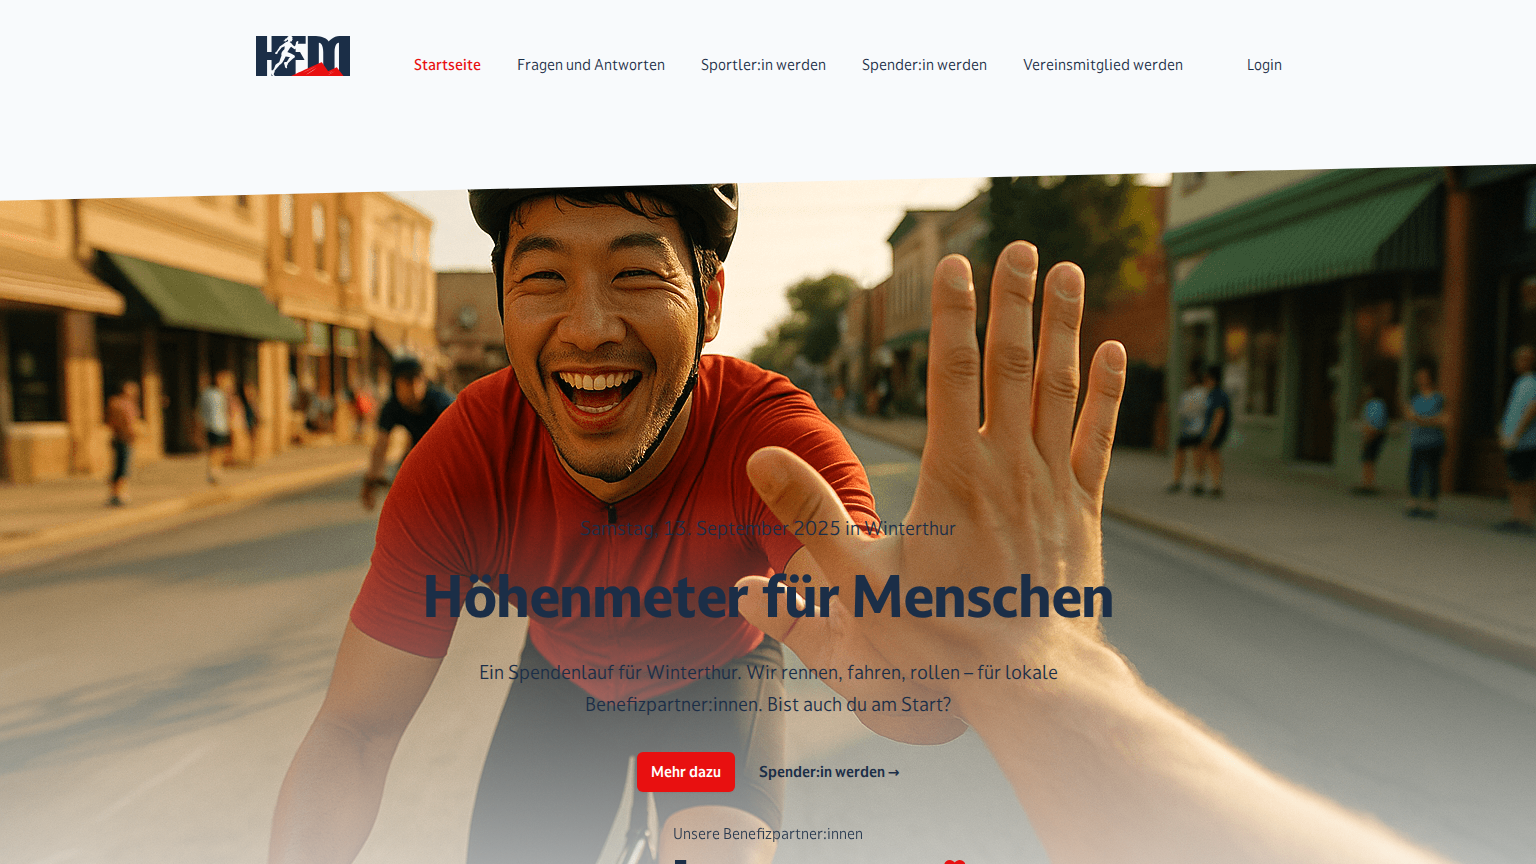 HFM
Startseite
Fragen und Antworten
Sportler:in werden
Spender:in werden
Vereinsmitglied werden
Login
Samstag, 13. September 2025 in Winterthur
Höhenmeter für Menschen
Ein Spendenlauf für Winterthur. Wir rennen, fahren, rollen – für lokale
Benefizpartner:innen. Bist auch du am Start?
Mehr dazu
Spender:in werden →
Unsere Benefizpartner:innen